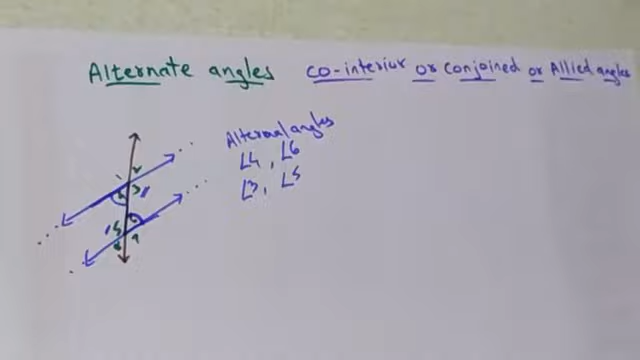 Alternate angles co-interior or Conjoined or Allied angles
Alternal angles
∠4, ∠6
∠3, ∠5